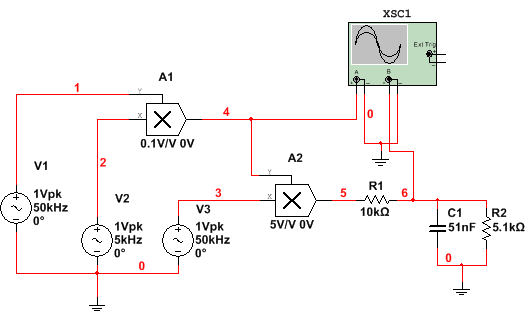 XSC1
Ext Trig
+
−
A
B
+
−
+
−
A1
1
Y
X
4
0
0.1V/V 0V
2
A2
Y
X
V1
3
5
R1
6
10kΩ
1Vpk
50kHz
0°
V2
V3
5V/V 0V
C1
51nF
R2
5.1kΩ
1Vpk
5kHz
0°
1Vpk
50kHz
0°
0
0